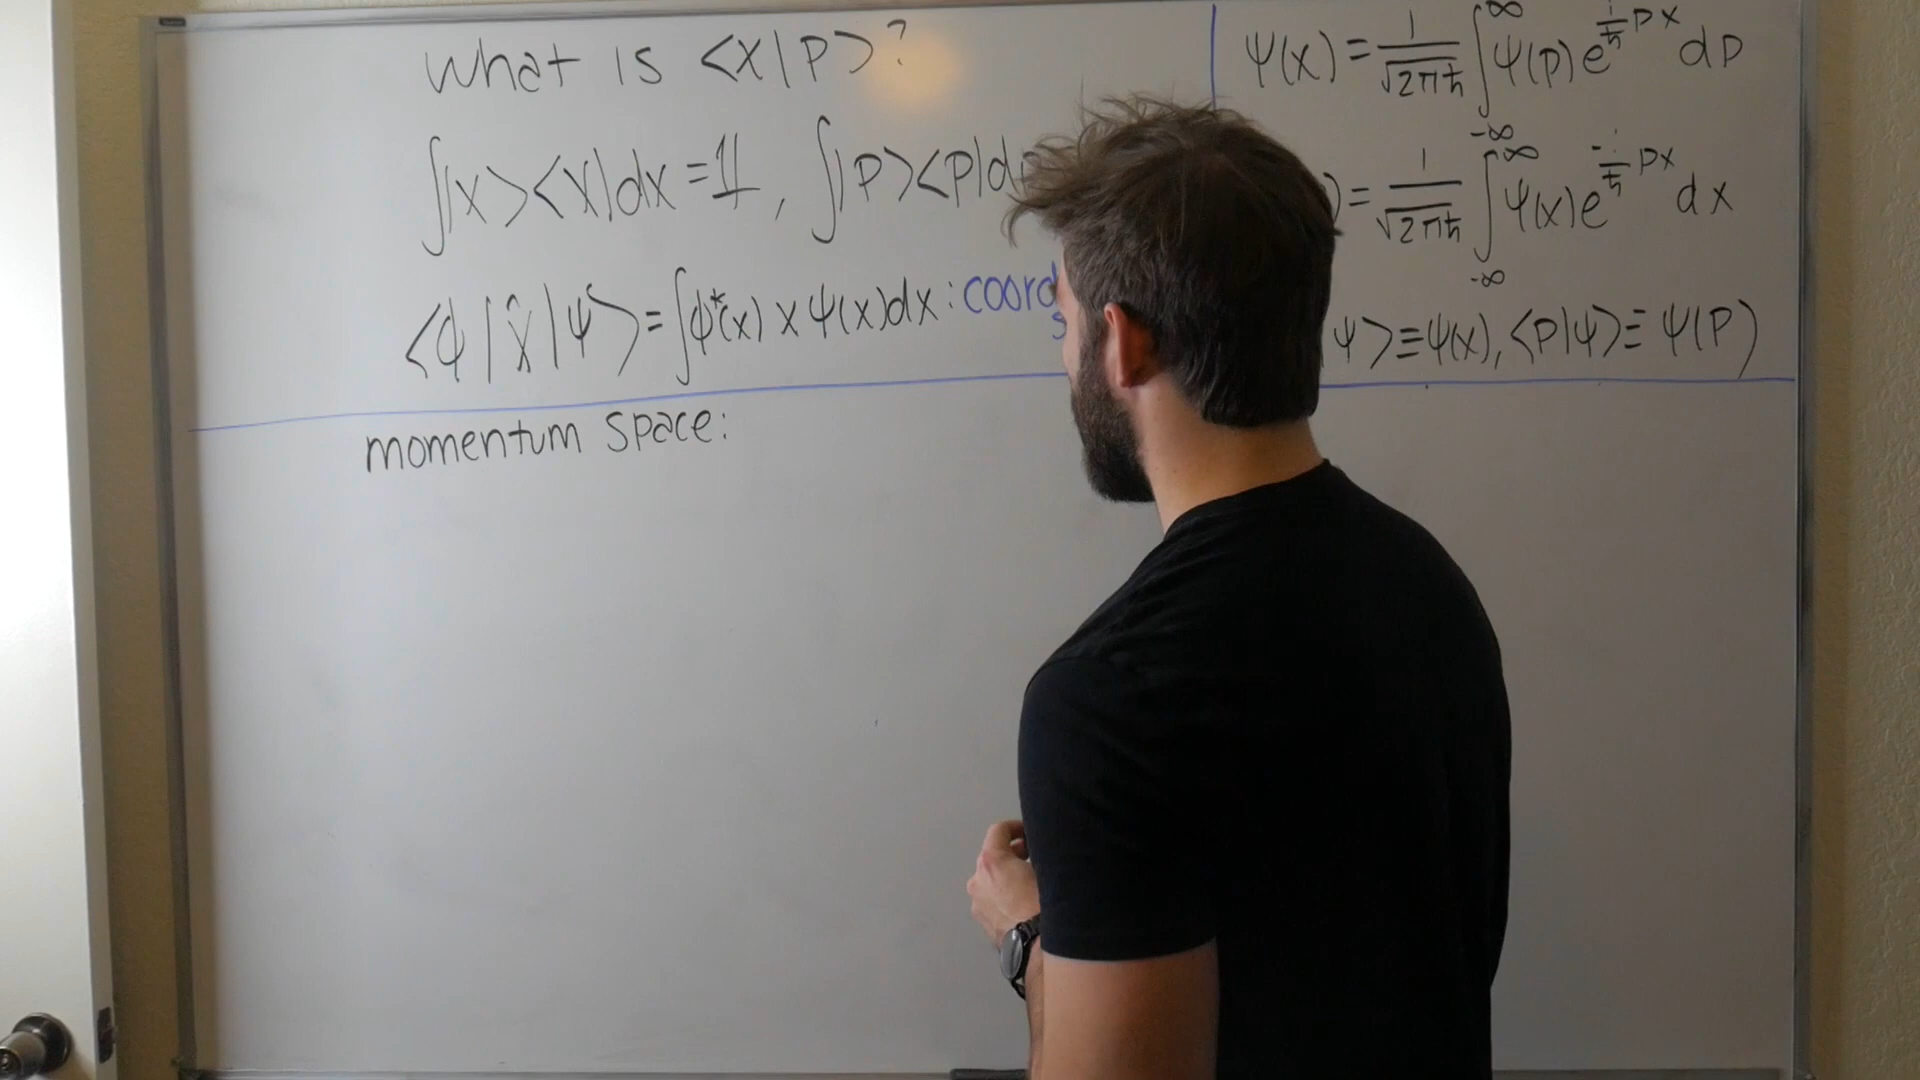 What is <x|p>?
∫|x><x|dx = 𝟙, ∫|p><p|d
<ϕ|x̂|ψ> = ∫ϕ*(x) x ψ(x)dx : coord
momentum space:
ψ(x) = 1/√2πħ ∫_{-∞}^{∞} ψ(p) e^{i/ħ px} dp
) = 1/√2πħ ∫_{-∞}^{∞} ψ(x) e^{-i/ħ px} dx
ψ> ≡ ψ(x), <p|ψ> ≡ ψ(p)